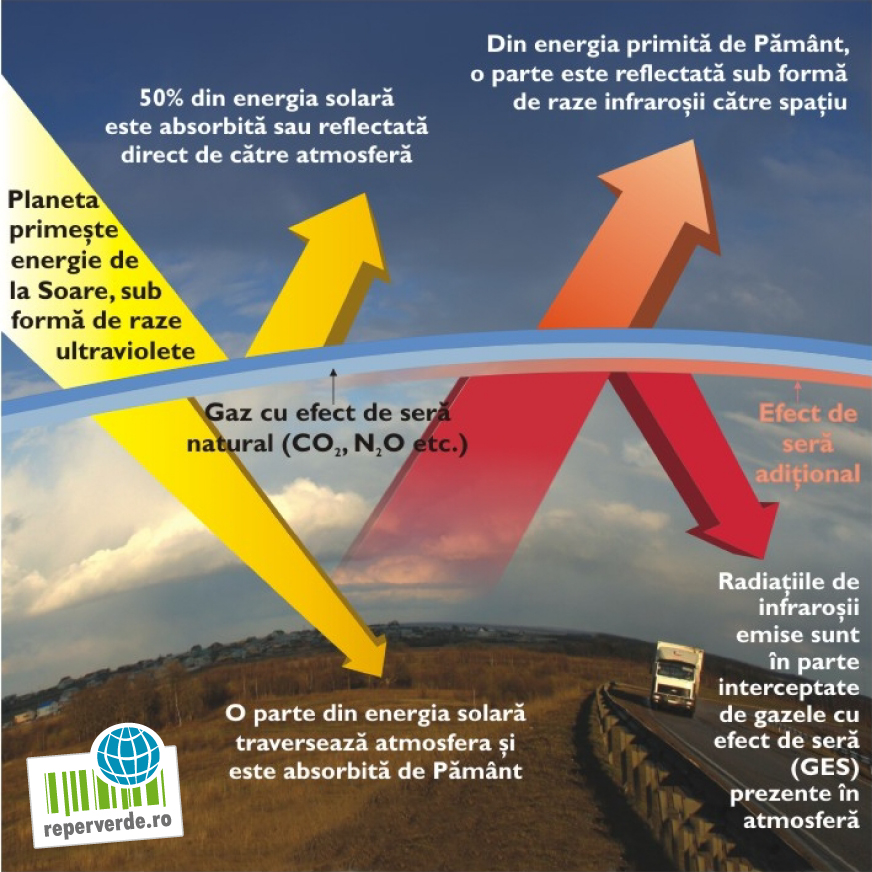 Din energia primită de Pământ,
o parte este reflectată sub formă
de raze infraroșii către spațiu
50% din energia solară
este absorbită sau reflectată
direct de către atmosferă
Planeta
primește
energie de
la Soare, sub
formă de raze
ultraviolete
Gaz cu efect de seră
natural (CO₂, N₂O etc.)
Efect de
seră
adițional
Radiațiile de
infraroșii
emise sunt
în parte
interceptate
de gazele cu
efect de seră
(GES)
prezente în
atmosferă
O parte din energia solară
traversează atmosfera și
este absorbită de Pământ
reperverde.ro